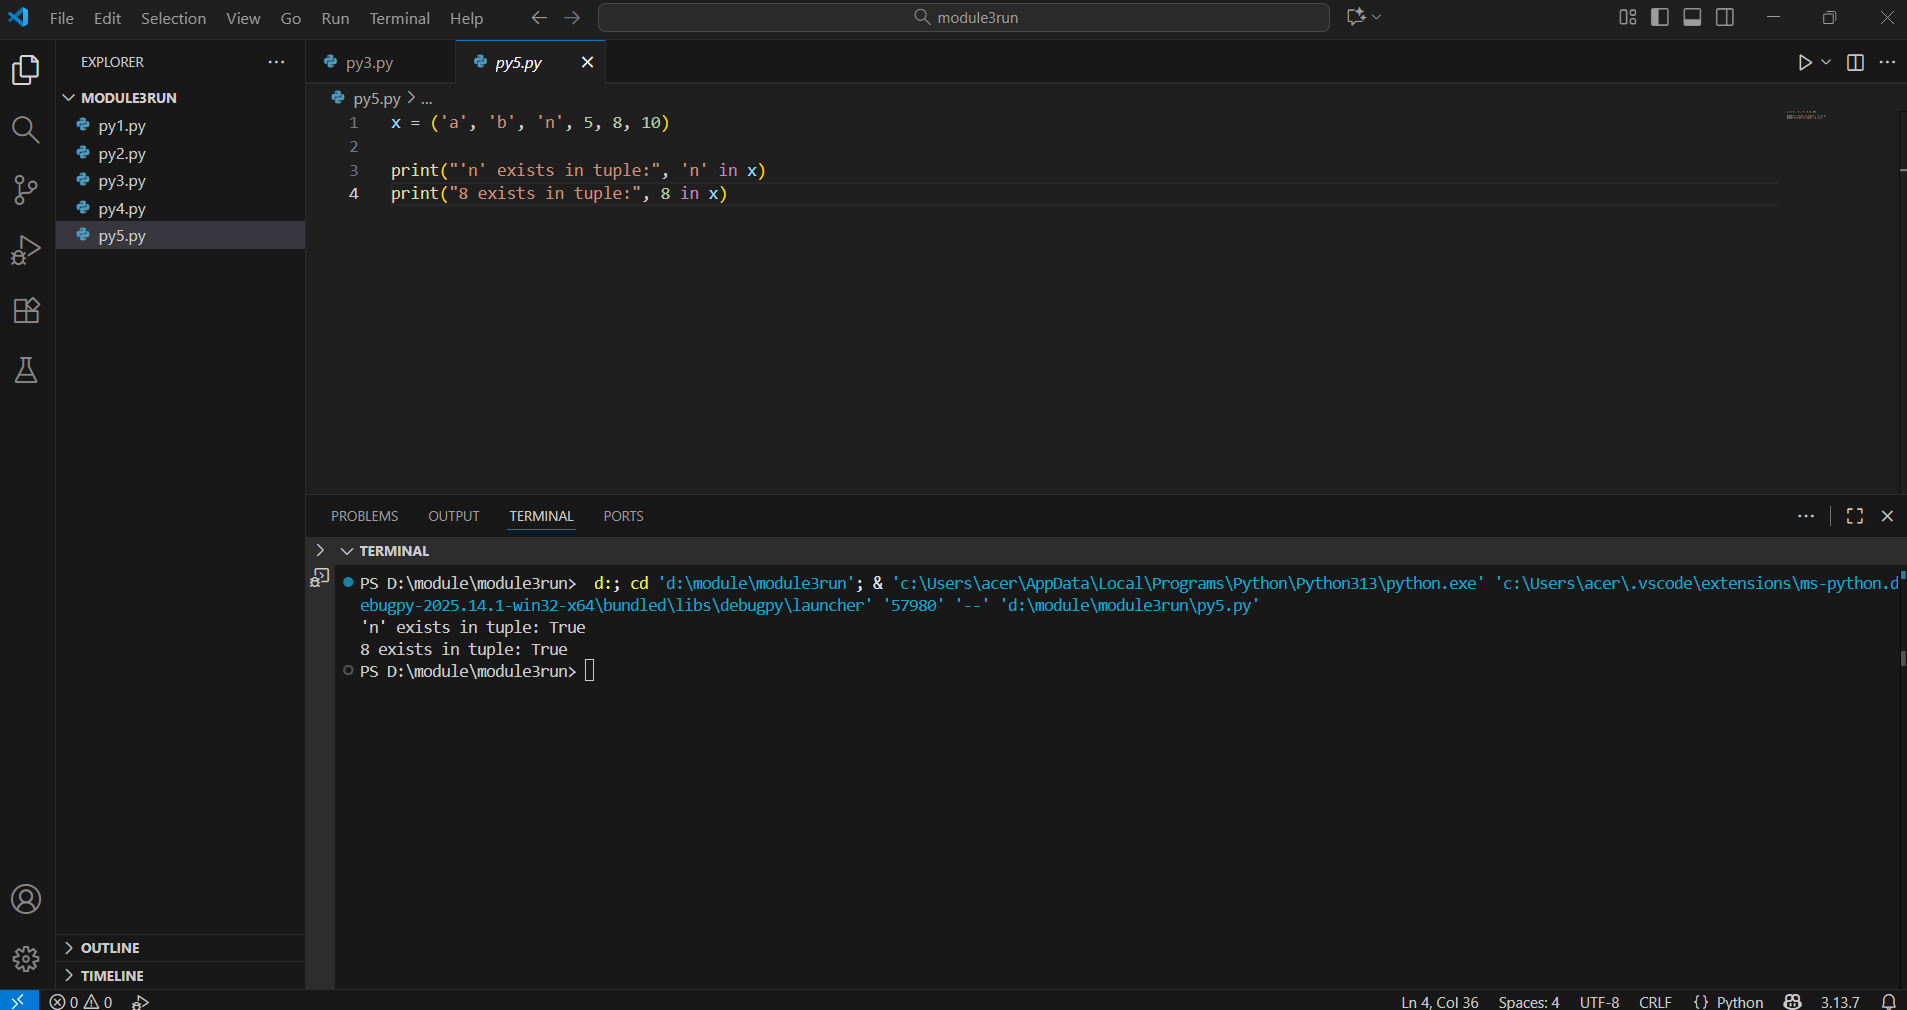 File Edit Selection View Go Run Terminal Help
module3run
EXPLORER
MODULE3RUN
py1.py
py2.py
py3.py
py4.py
py5.py
OUTLINE
TIMELINE
py3.py
py5.py
py5.py > ...
1 x = ('a', 'b', 'n', 5, 8, 10)
2
3 print("'n' exists in tuple:", 'n' in x)
4 print("8 exists in tuple:", 8 in x)
PROBLEMS OUTPUT TERMINAL PORTS
TERMINAL
PS D:\module\module3run>  d:; cd 'd:\module\module3run'; & 'c:\Users\acer\AppData\Local\Programs\Python\Python313\python.exe' 'c:\Users\acer\.vscode\extensions\ms-python.d
ebugpy-2025.14.1-win32-x64\bundled\libs\debugpy\launcher' '57980' '--' 'd:\module\module3run\py5.py'
'n' exists in tuple: True
8 exists in tuple: True
PS D:\module\module3run>
0 0
Ln 4, Col 36 Spaces: 4 UTF-8 CRLF {} Python 3.13.7